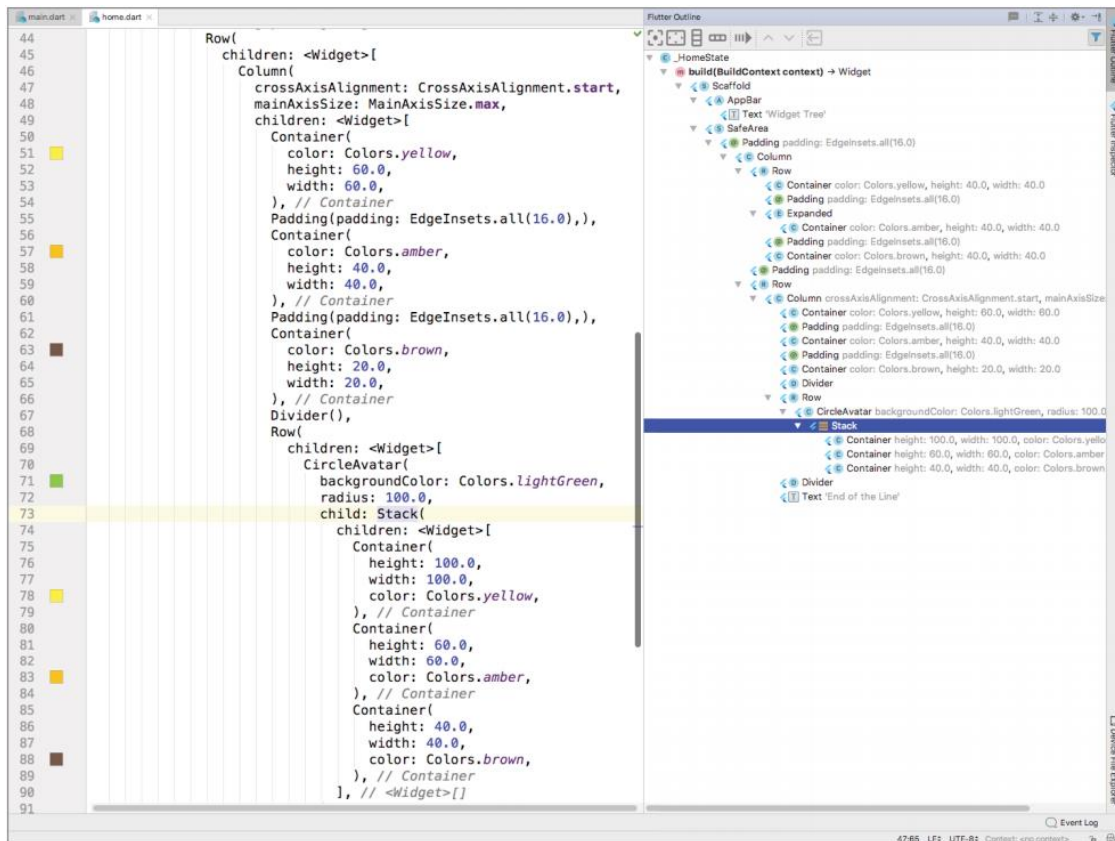 main.dart
home.dart
44 Row(
45 children: <Widget>[
46 Column(
47 crossAxisAlignment: CrossAxisAlignment.start,
48 mainAxisSize: MainAxisSize.max,
49 children: <Widget>[
50 Container(
51 color: Colors.yellow,
52 height: 60.0,
53 width: 60.0,
54 ), // Container
55 Padding(padding: EdgeInsets.all(16.0),),
56 Container(
57 color: Colors.amber,
58 height: 40.0,
59 width: 40.0,
60 ), // Container
61 Padding(padding: EdgeInsets.all(16.0),),
62 Container(
63 color: Colors.brown,
64 height: 20.0,
65 width: 20.0,
66 ), // Container
67 Divider(),
68 Row(
69 children: <Widget>[
70 CircleAvatar(
71 backgroundColor: Colors.lightGreen,
72 radius: 100.0,
73 child: Stack(
74 children: <Widget>[
75 Container(
76 height: 100.0,
77 width: 100.0,
78 color: Colors.yellow,
79 ), // Container
80 Container(
81 height: 60.0,
82 width: 60.0,
83 color: Colors.amber,
84 ), // Container
85 Container(
86 height: 40.0,
87 width: 40.0,
88 color: Colors.brown,
89 ), // Container
90 ], // <Widget>[]
91
Flutter Outline
_HomeState
build(BuildContext context) → Widget
Scaffold
AppBar
Text 'Widget Tree'
SafeArea
Padding padding: EdgeInsets.all(16.0)
Column
Row
Container color: Colors.yellow, height: 40.0, width: 40.0
Padding padding: EdgeInsets.all(16.0)
Expanded
Container color: Colors.amber, height: 40.0, width: 40.0
Padding padding: EdgeInsets.all(16.0)
Container color: Colors.brown, height: 40.0, width: 40.0
Padding padding: EdgeInsets.all(16.0)
Row
Column crossAxisAlignment: CrossAxisAlignment.start, mainAxisSize
Container color: Colors.yellow, height: 60.0, width: 60.0
Padding padding: EdgeInsets.all(16.0)
Container color: Colors.amber, height: 40.0, width: 40.0
Padding padding: EdgeInsets.all(16.0)
Container color: Colors.brown, height: 20.0, width: 20.0
Divider
Row
CircleAvatar backgroundColor: Colors.lightGreen, radius: 100.0
Stack
Container height: 100.0, width: 100.0, color: Colors.yello
Container height: 60.0, width: 60.0, color: Colors.amber
Container height: 40.0, width: 40.0, color: Colors.brown
Divider
Text 'End of the Line'
Flutter Outline
Flutter Inspector
Device File Explorer
Event Log
47:65 LF UTF-8 Context: <no context>